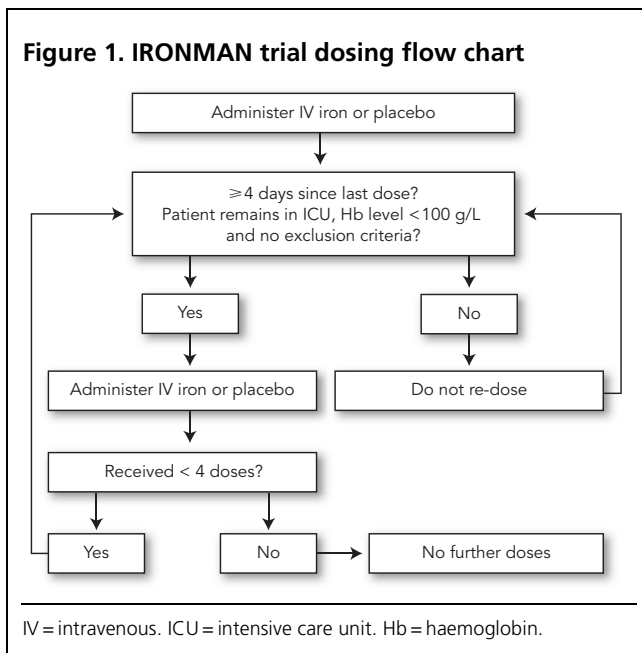 Figure 1. IRONMAN trial dosing flow chart
Administer IV iron or placebo
⩾4 days since last dose?
Patient remains in ICU, Hb level <100 g/L
and no exclusion criteria?
Yes
No
Administer IV iron or placebo
Do not re-dose
Received < 4 doses?
Yes
No
No further doses
IV = intravenous. ICU = intensive care unit. Hb = haemoglobin.